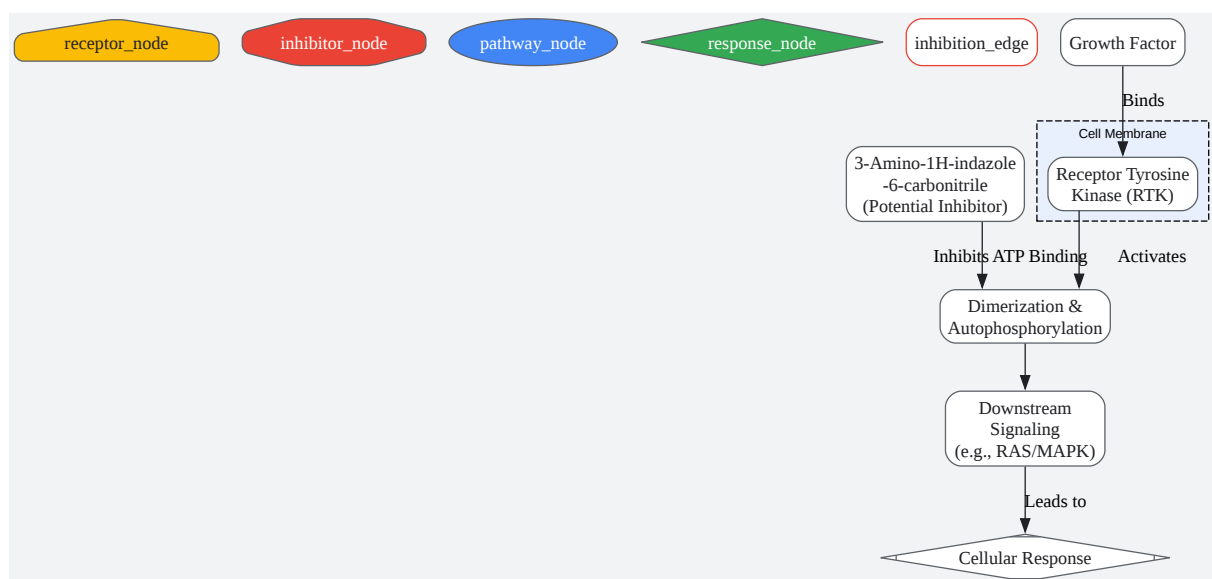 receptor_node
inhibitor_node
pathway_node
response_node
inhibition_edge
Growth Factor
Binds
Cell Membrane
3-Amino-1H-indazole
-6-carbonitrile
(Potential Inhibitor)
Receptor Tyrosine
Kinase (RTK)
Inhibits ATP Binding
Activates
Dimerization &
Autophosphorylation
Downstream
Signaling
(e.g., RAS/MAPK)
Leads to
Cellular Response